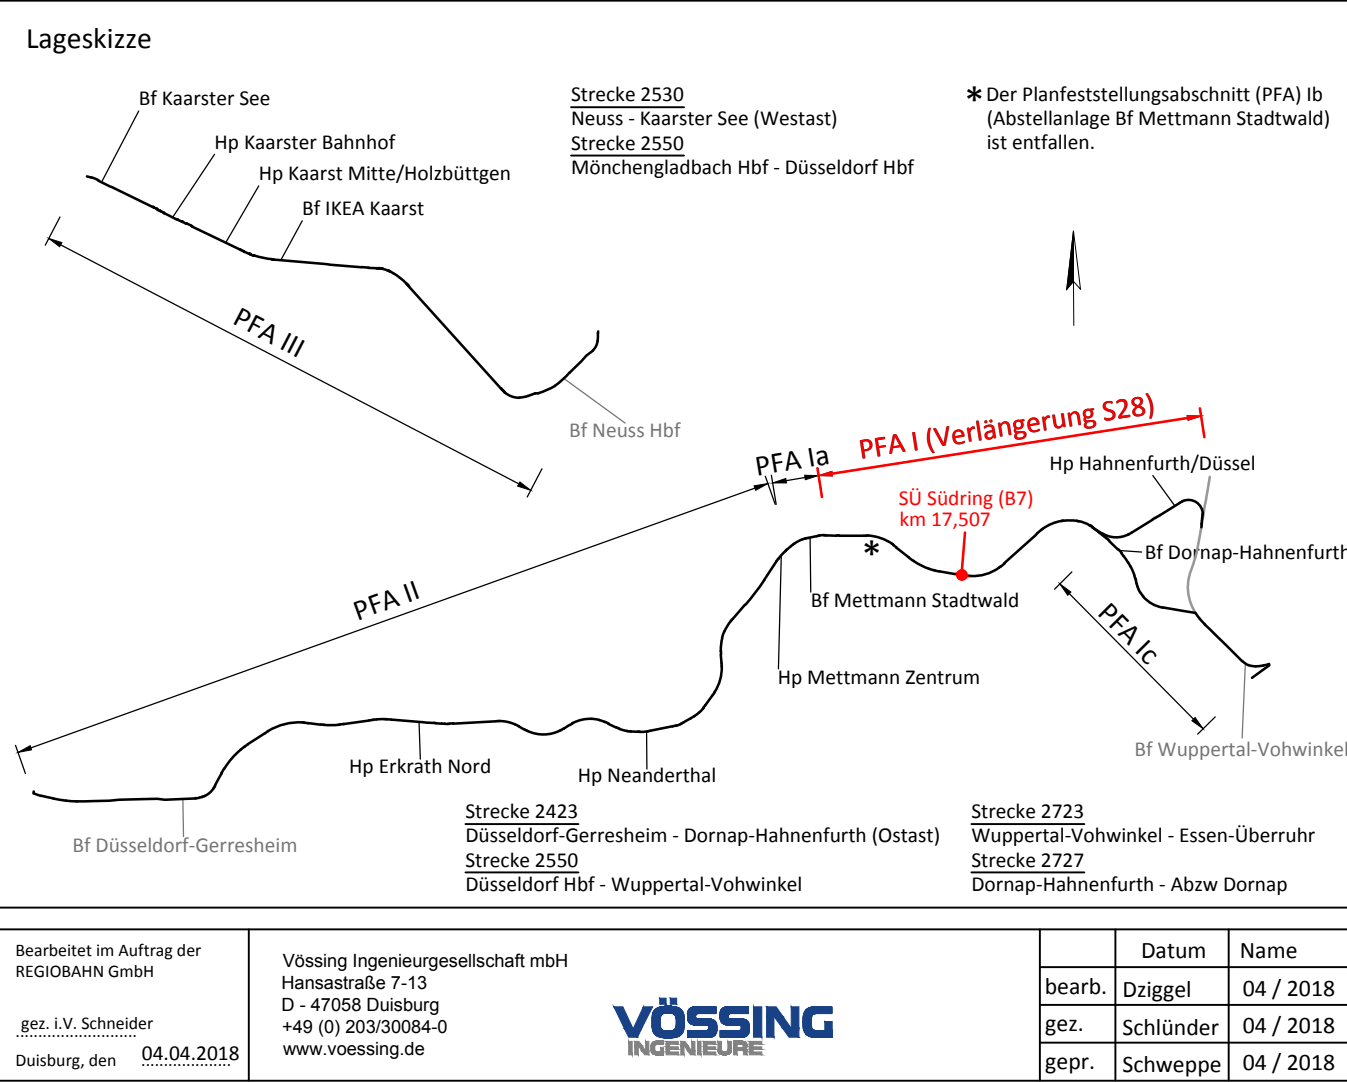 Lageskizze
Bf Kaarster See
Hp Kaarster Bahnhof
Hp Kaarst Mitte/Holzbüttgen
Bf IKEA Kaarst
Strecke 2530
Neuss - Kaarster See (Westast)
Strecke 2550
Mönchengladbach Hbf - Düsseldorf Hbf
* Der Planfeststellungsabschnitt (PFA) Ib
(Abstellanlage Bf Mettmann Stadtwald)
ist entfallen.
PFA III
Bf Neuss Hbf
PFA Ia
PFA I (Verlängerung S28)
Hp Hahnenfurth/Düssel
SÜ Südring (B7)
km 17,507
*
Bf Dornap-Hahnenfurth
PFA II
Bf Mettmann Stadtwald
PFA Ic
Hp Mettmann Zentrum
Bf Wuppertal-Vohwinkel
Hp Erkrath Nord
Hp Neanderthal
Bf Düsseldorf-Gerresheim
Strecke 2423
Düsseldorf-Gerresheim - Dornap-Hahnenfurth (Ostast)
Strecke 2550
Düsseldorf Hbf - Wuppertal-Vohwinkel
Strecke 2723
Wuppertal-Vohwinkel - Essen-Überruhr
Strecke 2727
Dornap-Hahnenfurth - Abzw Dornap
Bearbeitet im Auftrag der
REGIOBAHN GmbH
gez. i.V. Schneider
Duisburg, den 04.04.2018
Vössing Ingenieurgesellschaft mbH
Hansastraße 7-13
D - 47058 Duisburg
+49 (0) 203/30084-0
www.voessing.de
VÖSSING
INGENIEURE
Datum Name
bearb. Dziggel 04 / 2018
gez. Schlünder 04 / 2018
gepr. Schweppe 04 / 2018